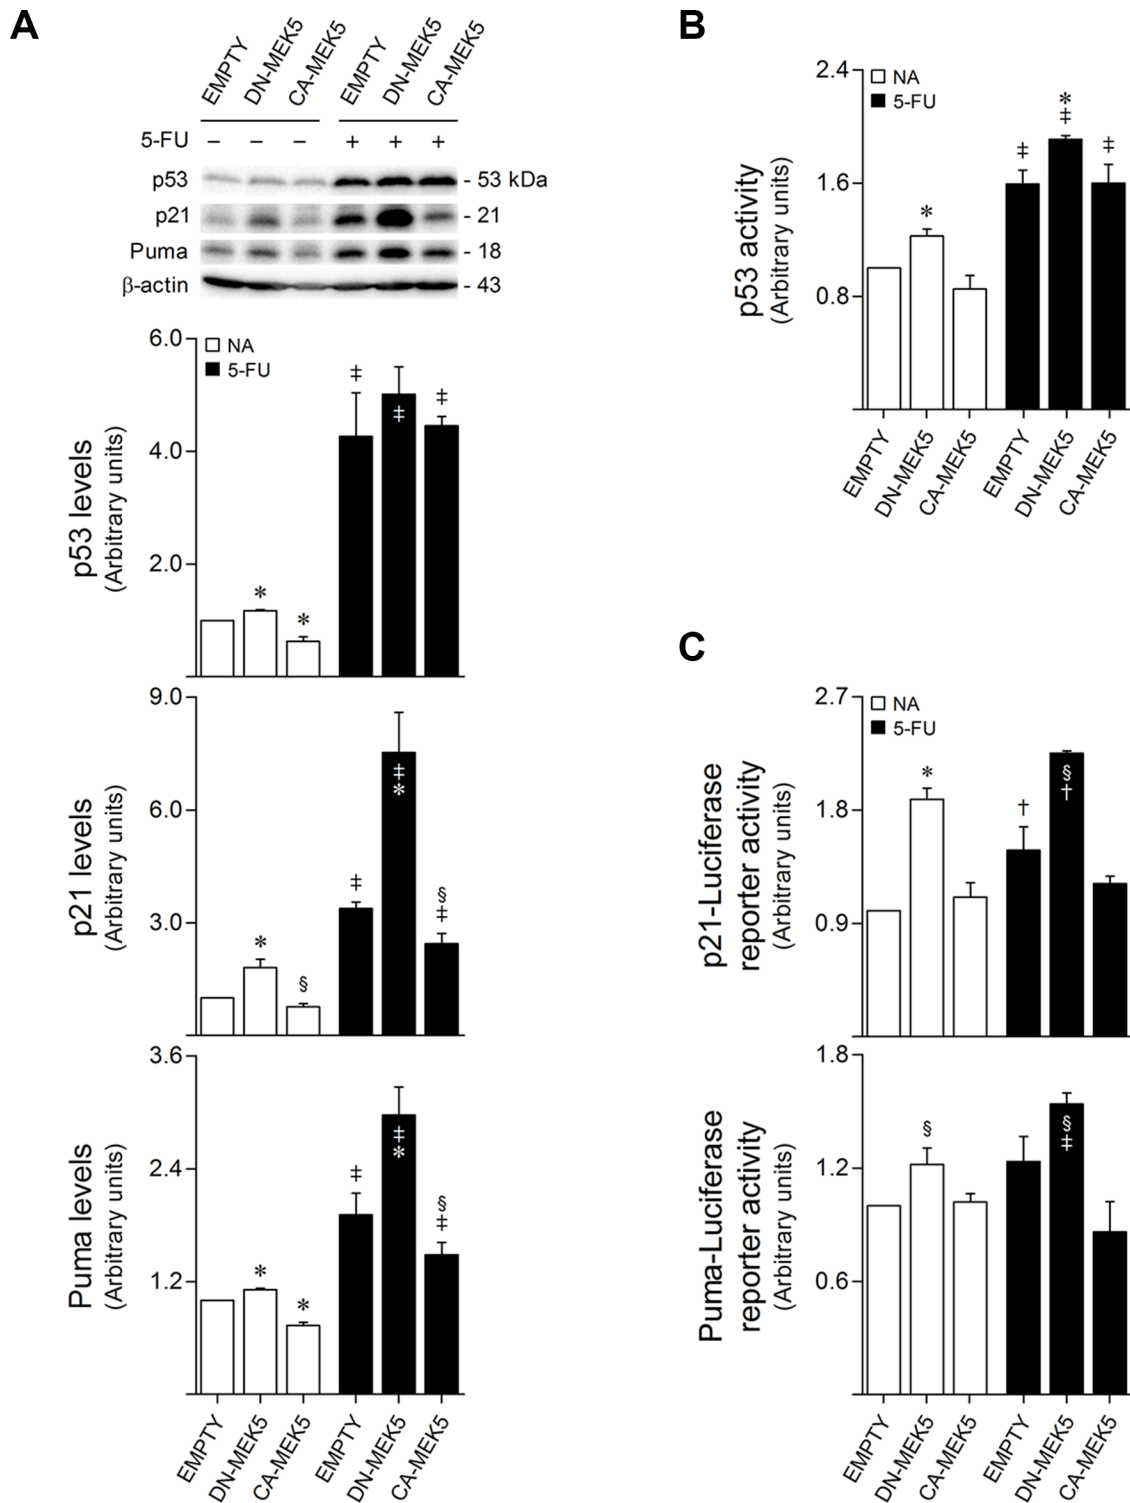 A
EMPTY
DN-MEK5
CA-MEK5
EMPTY
DN-MEK5
CA-MEK5
5-FU – – – + + +
p53 - 53 kDa
p21 - 21
Puma - 18
β-actin - 43
6.0
NA
5-FU
‡
‡
‡
4.0
p53 levels
(Arbitrary units)
2.0
*
*
9.0
‡
*
6.0
p21 levels
(Arbitrary units)
‡
§
‡
3.0
*
§
3.6
‡
*
2.4
Puma levels
(Arbitrary units)
‡
§
‡
1.2
*
*
EMPTY
DN-MEK5
CA-MEK5
EMPTY
DN-MEK5
CA-MEK5
B
2.4
NA
5-FU
*
‡
‡
‡
1.6
p53 activity
(Arbitrary units)
*
0.8
EMPTY
DN-MEK5
CA-MEK5
EMPTY
DN-MEK5
CA-MEK5
C
2.7
NA
5-FU
*
§
†
†
1.8
p21-Luciferase
reporter activity
(Arbitrary units)
0.9
1.8
§
§
‡
1.2
Puma-Luciferase
reporter activity
(Arbitrary units)
0.6
EMPTY
DN-MEK5
CA-MEK5
EMPTY
DN-MEK5
CA-MEK5